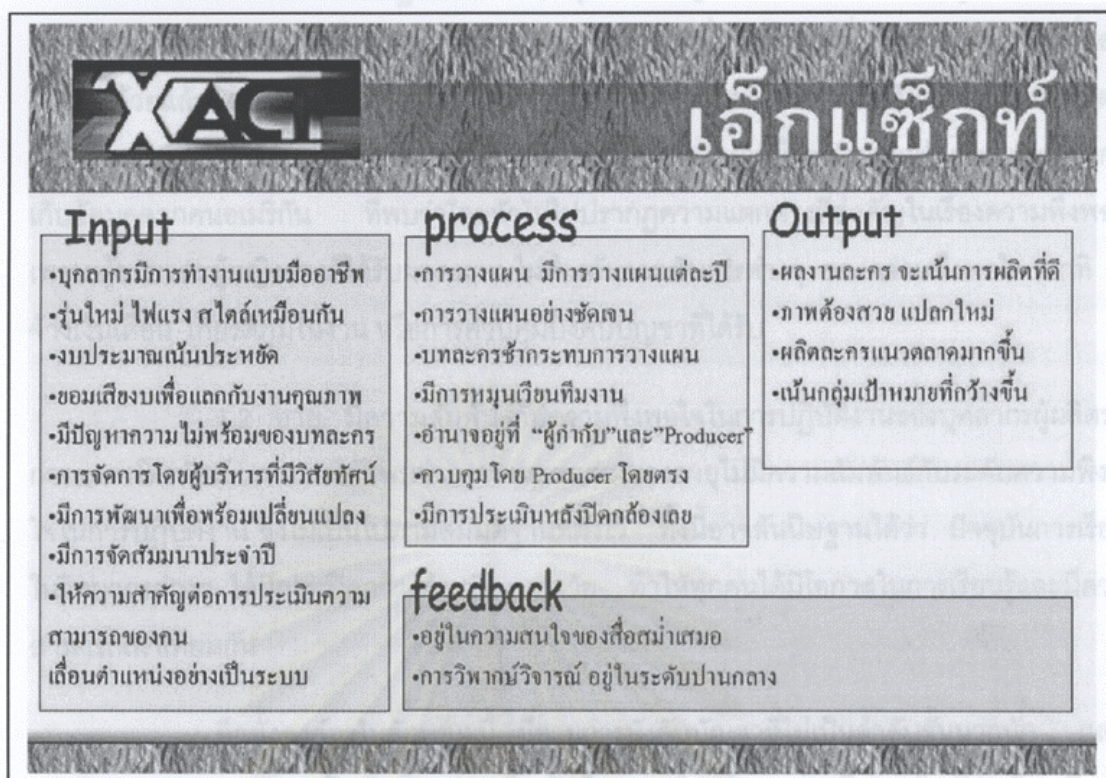 XACT
เอ็กแซ็กท์
Input
•บุคลากรมีการทำงานแบบมืออาชีพ
•รุ่นใหม่ ไฟแรง สไตล์เหมือนกัน
•งบประมาณเน้นประหยัด
•ยอมเสียงบเพื่อแลกกับงานคุณภาพ
•มีปัญหาความไม่พร้อมของบทละคร
•การจัดการโดยผู้บริหารที่มีวิสัยทัศน์
•มีการพัฒนาเพื่อพร้อมเปลี่ยนแปลง
•มีการจัดสัมมนาประจำปี
•ให้ความสำคัญต่อการประเมินความ
สามารถของคน
เลื่อนตำแหน่งอย่างเป็นระบบ
process
•การวางแผน มีการวางแผนแต่ละปี
•การวางแผนอย่างชัดเจน
•บทละครช้ากระทบการวางแผน
•มีการหมุนเวียนทีมงาน
•อำนาจอยู่ที่ “ผู้กำกับ”และ”Producer”
•ควบคุมโดย Producer โดยตรง
•มีการประเมินหลังปิดกล้องทุกเรื่อง
Output
•ผลงานละคร จะเน้นการผลิตที่ดี
•ภาพต้องสวย แปลกใหม่
•ผลิตละครแนวตลาดมากขึ้น
•เน้นกลุ่มเป้าหมายที่กว้างขึ้น
feedback
•อยู่ในความสนใจของสื่อสม่ำเสมอ
•การวิพากษ์วิจารณ์ อยู่ในระดับปานกลาง